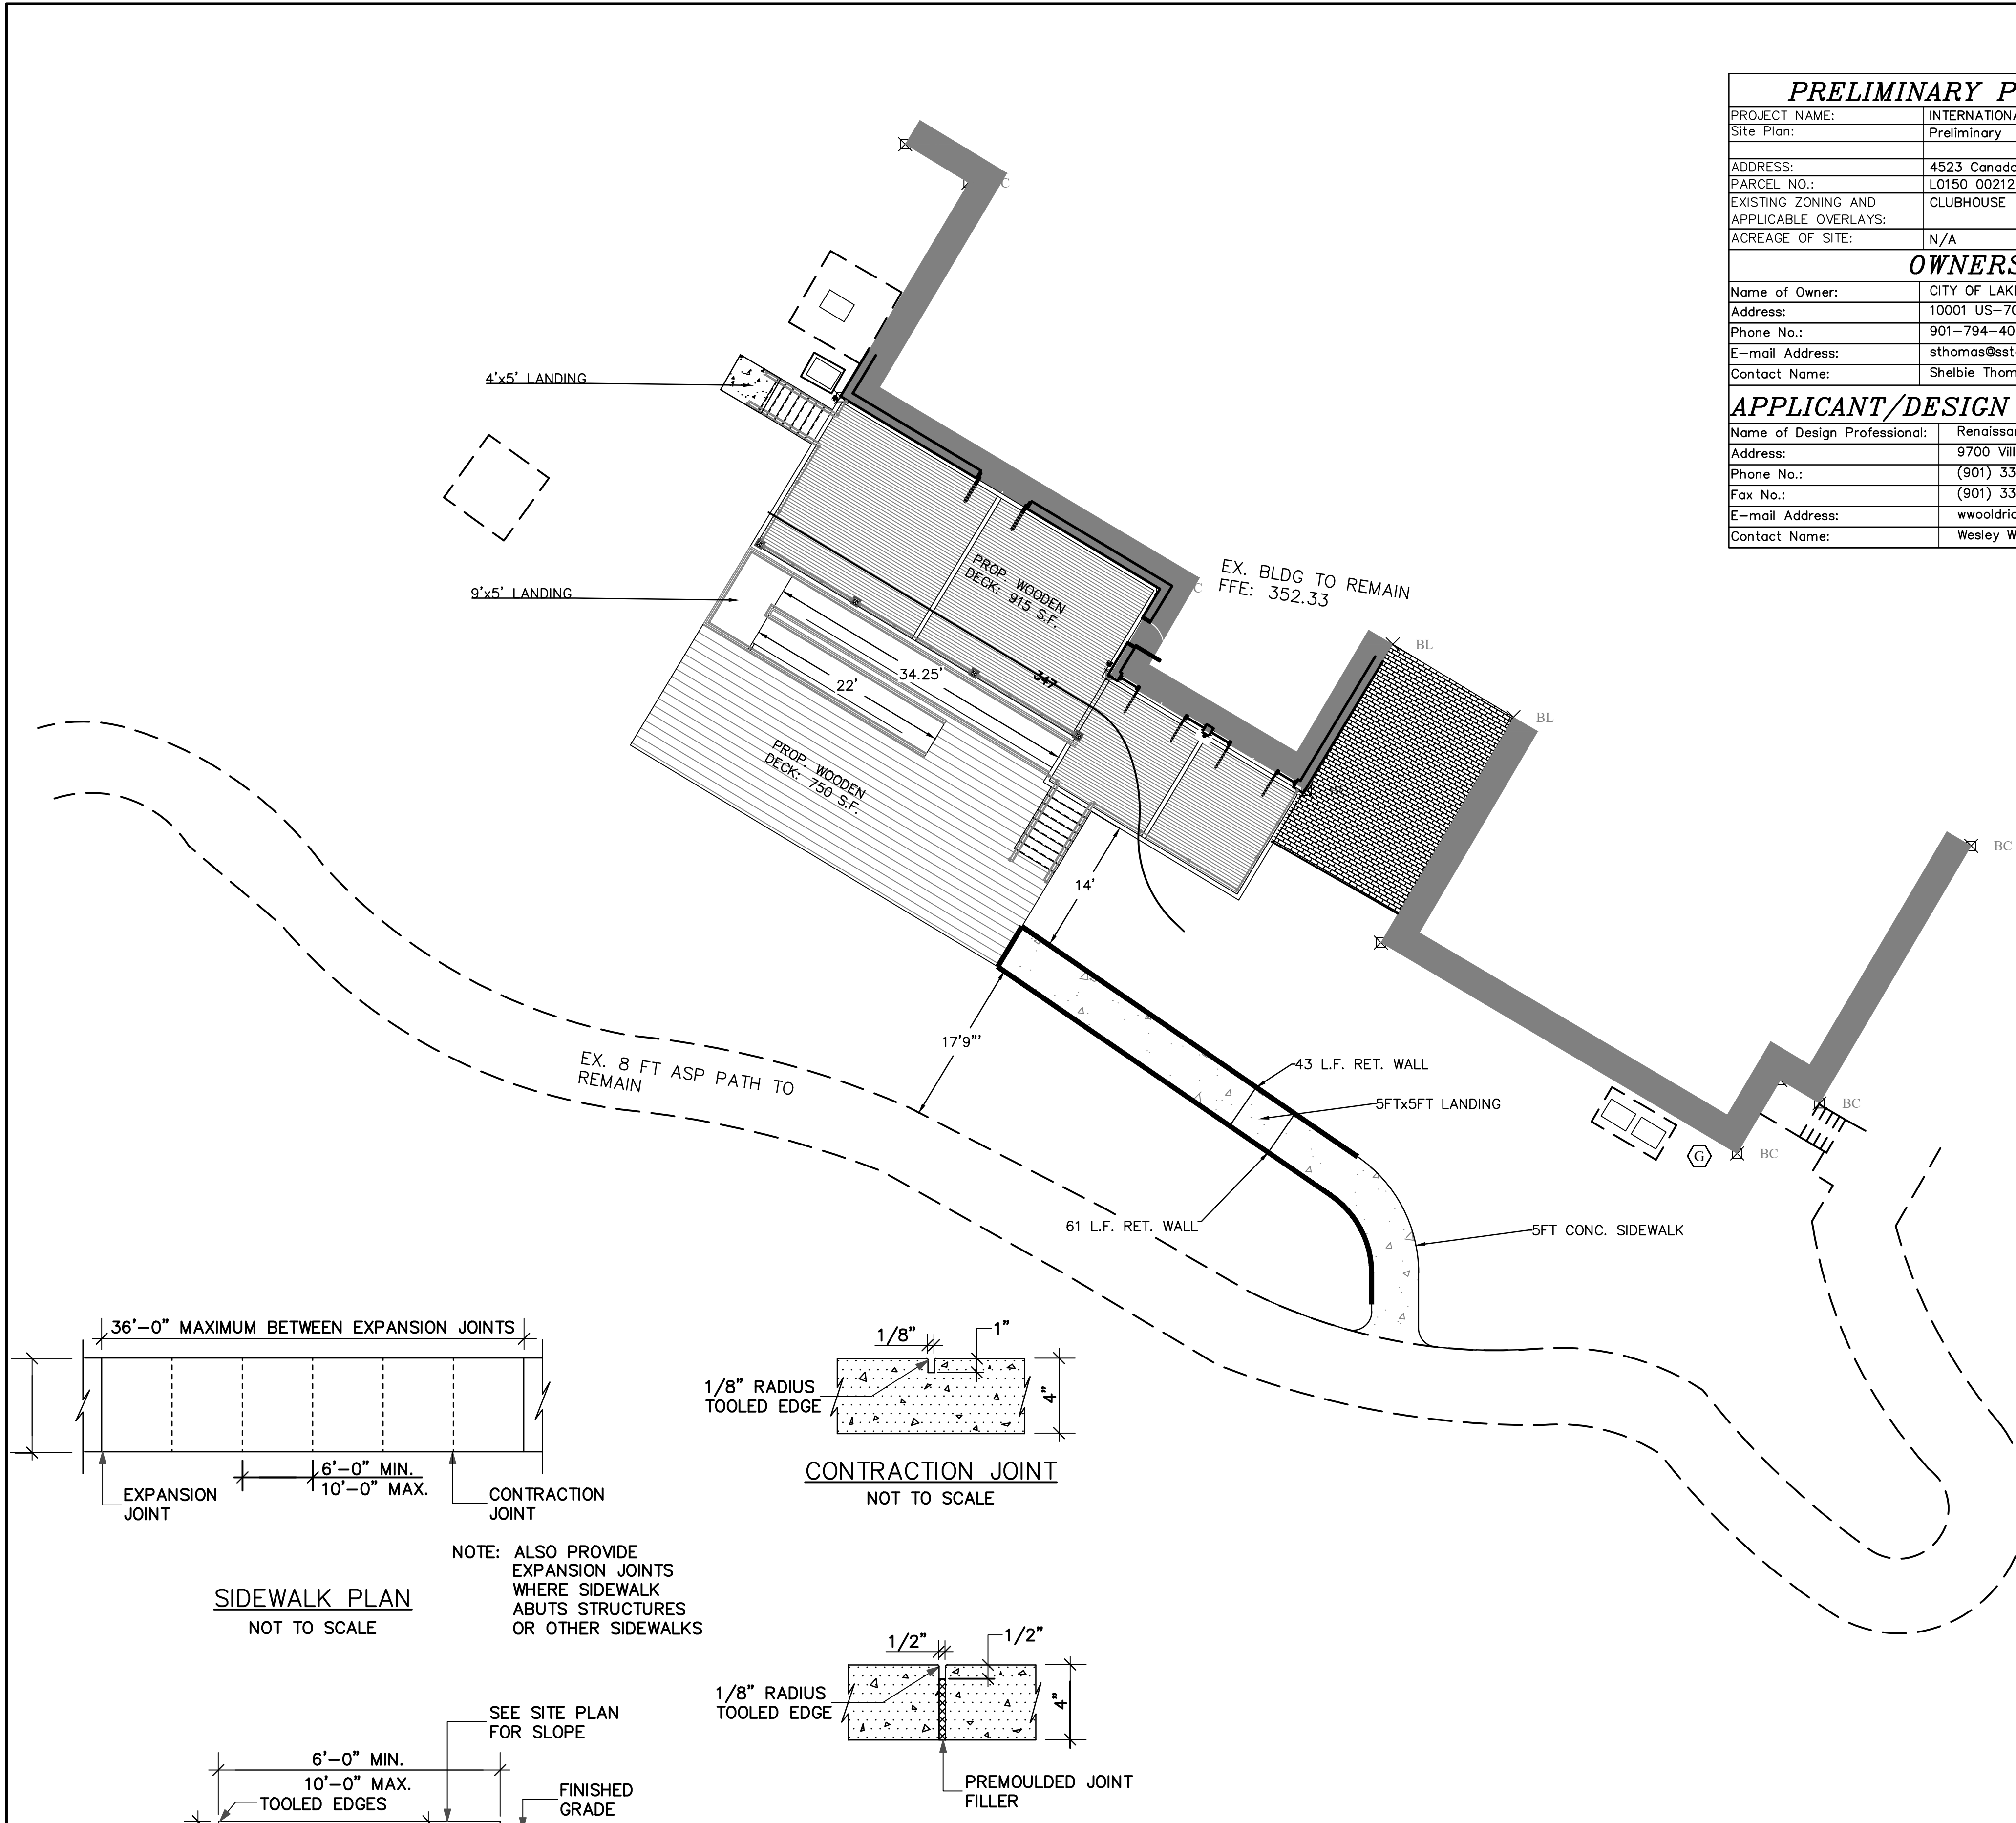 PRELIMINARY P
PROJECT NAME: INTERNATIONA
Site Plan: Preliminary
ADDRESS: 4523 Canada
PARCEL NO.: L0150 00212
EXISTING ZONING AND CLUBHOUSE
APPLICABLE OVERLAYS:
ACREAGE OF SITE: N/A
OWNERS
Name of Owner: CITY OF LAK
Address: 10001 US-70
Phone No.: 901-794-40
E-mail Address: sthomas@sst
Contact Name: Shelbie Thom
APPLICANT/DESIGN
Name of Design Professional: Renaissan
Address: 9700 Vill
Phone No.: (901) 33
Fax No.: (901) 33
E-mail Address: wwooldri
Contact Name: Wesley W
C
4'x5' LANDING
9'x5' LANDING
PROP. WOODEN
DECK: 915 S.F.
EX. BLDG TO REMAIN
FFE: 352.33
C
BL
BL
347
34.25'
22'
PROP. WOODEN
DECK: 750 S.F.
BC
14'
17'9"'
EX. 8 FT ASP PATH TO
REMAIN
43 L.F. RET. WALL
5FTx5FT LANDING
BC
BC
G
61 L.F. RET. WALL
5FT CONC. SIDEWALK
36'-0" MAXIMUM BETWEEN EXPANSION JOINTS
6'-0" MIN.
10'-0" MAX.
EXPANSION
JOINT
CONTRACTION
JOINT
NOTE: ALSO PROVIDE
EXPANSION JOINTS
WHERE SIDEWALK
ABUTS STRUCTURES
OR OTHER SIDEWALKS
SIDEWALK PLAN
NOT TO SCALE
1/8"
1"
1/8" RADIUS
TOOLED EDGE
4"
CONTRACTION JOINT
NOT TO SCALE
1/2"
1/2"
1/8" RADIUS
TOOLED EDGE
4"
PREMOULDED JOINT
FILLER
SEE SITE PLAN
FOR SLOPE
6'-0" MIN.
10'-0" MAX.
TOOLED EDGES
FINISHED
GRADE